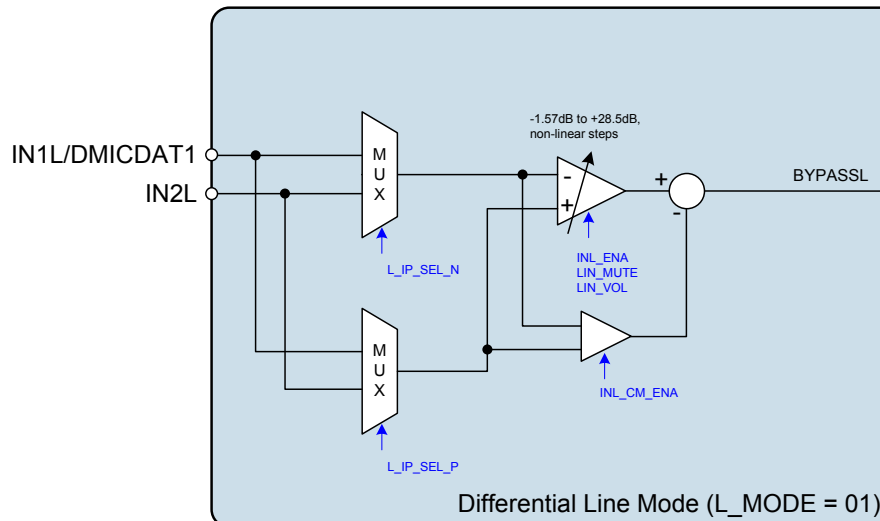 -1.57dB to +28.5dB,
non-linear steps
IN1L/DMICDAT1
IN2L
M
U
X
-
+
+
-
BYPASSL
L_IP_SEL_N
INL_ENA
LIN_MUTE
LIN_VOL
M
U
X
INL_CM_ENA
L_IP_SEL_P
Differential Line Mode (L_MODE = 01)